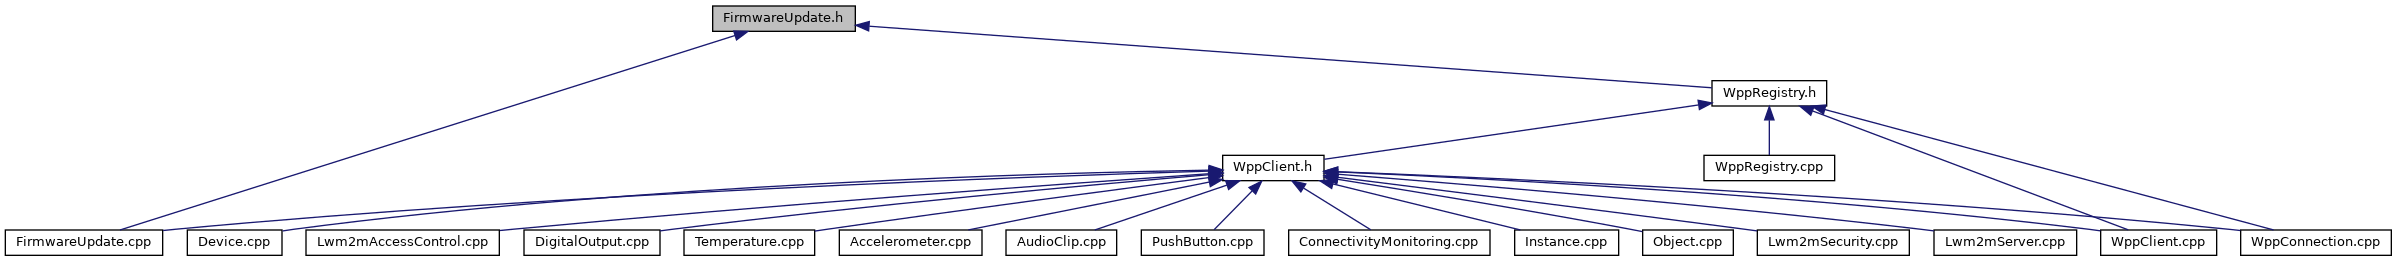 FirmwareUpdate.h
WppRegistry.h
WppClient.h
WppRegistry.cpp
FirmwareUpdate.cpp
Device.cpp
Lwm2mAccessControl.cpp
DigitalOutput.cpp
Temperature.cpp
Accelerometer.cpp
AudioClip.cpp
PushButton.cpp
ConnectivityMonitoring.cpp
Instance.cpp
Object.cpp
Lwm2mSecurity.cpp
Lwm2mServer.cpp
WppClient.cpp
WppConnection.cpp